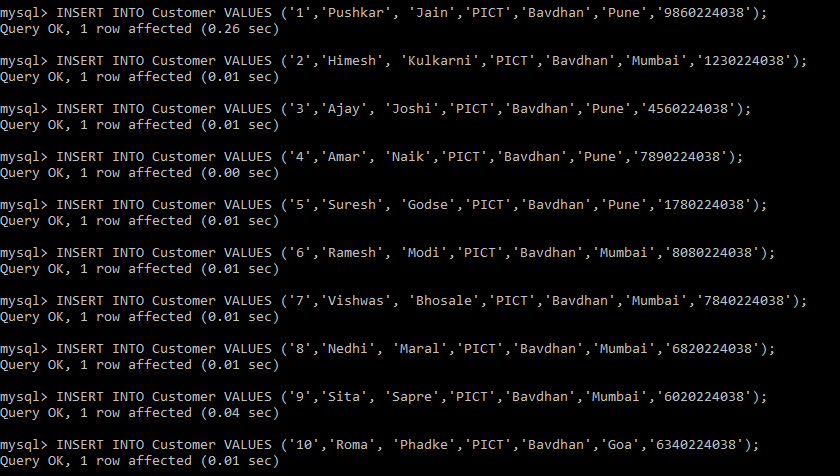 mysql> INSERT INTO Customer VALUES ('1','Pushkar', 'Jain','PICT','Bavdhan','Pune','9860224038');
Query OK, 1 row affected (0.26 sec)
mysql> INSERT INTO Customer VALUES ('2','Himesh', 'Kulkarni','PICT','Bavdhan','Mumbai','1230224038');
Query OK, 1 row affected (0.01 sec)
mysql> INSERT INTO Customer VALUES ('3','Ajay', 'Joshi','PICT','Bavdhan','Pune','4560224038');
Query OK, 1 row affected (0.01 sec)
mysql> INSERT INTO Customer VALUES ('4','Amar', 'Naik','PICT','Bavdhan','Pune','7890224038');
Query OK, 1 row affected (0.00 sec)
mysql> INSERT INTO Customer VALUES ('5','Suresh', 'Godse','PICT','Bavdhan','Pune','1780224038');
Query OK, 1 row affected (0.01 sec)
mysql> INSERT INTO Customer VALUES ('6','Ramesh', 'Modi','PICT','Bavdhan','Mumbai','8080224038');
Query OK, 1 row affected (0.01 sec)
mysql> INSERT INTO Customer VALUES ('7','Vishwas', 'Bhosale','PICT','Bavdhan','Mumbai','7840224038');
Query OK, 1 row affected (0.01 sec)
mysql> INSERT INTO Customer VALUES ('8','Nedhi', 'Maral','PICT','Bavdhan','Mumbai','6820224038');
Query OK, 1 row affected (0.01 sec)
mysql> INSERT INTO Customer VALUES ('9','Sita', 'Sapre','PICT','Bavdhan','Mumbai','6020224038');
Query OK, 1 row affected (0.04 sec)
mysql> INSERT INTO Customer VALUES ('10','Roma', 'Phadke','PICT','Bavdhan','Goa','6340224038');
Query OK, 1 row affected (0.01 sec)